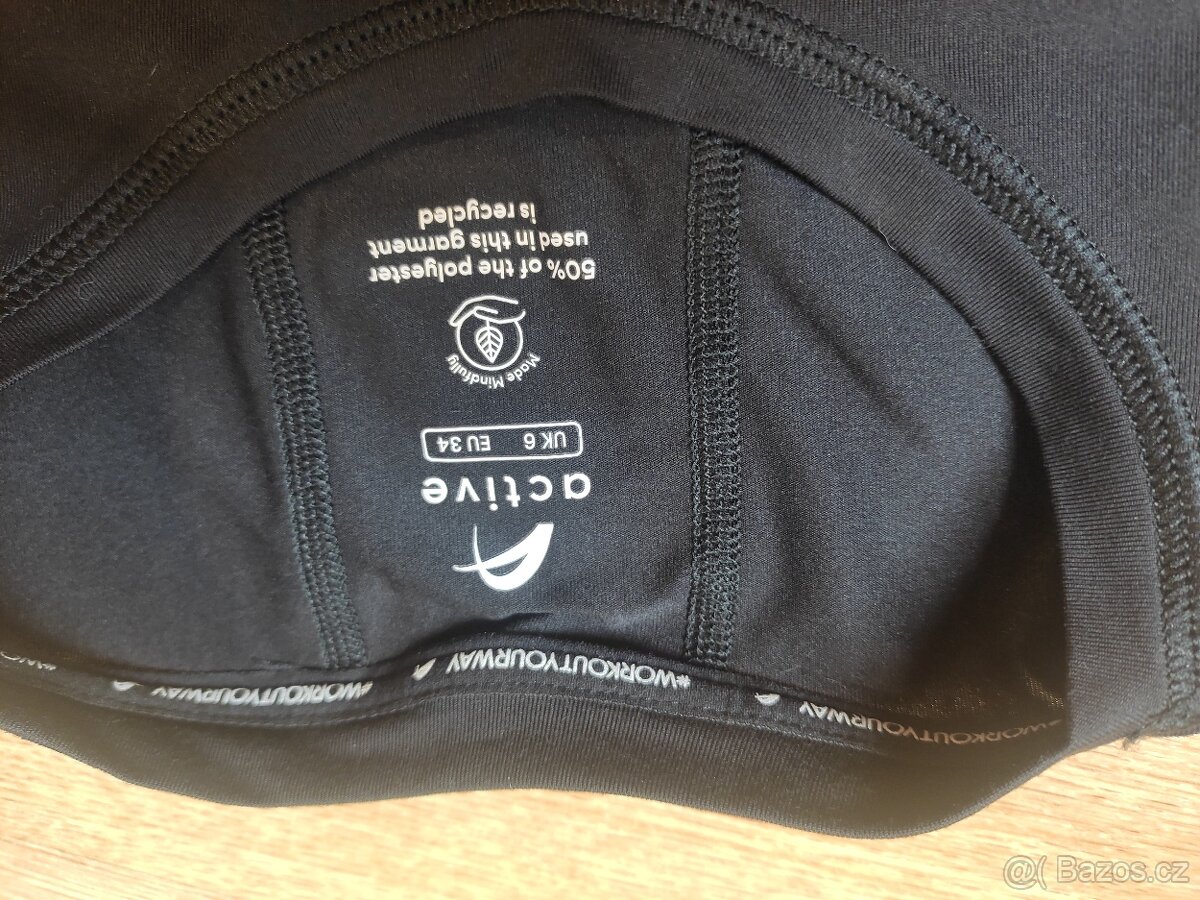 #WORKOUTYOURWAY #WORKOUTYOURWAY #WORKOUTYOURWAY
active
UK 6 EU 34
Made Mindfully
50% of the polyester
used in this garment
is recycled
@( Bazos.cz